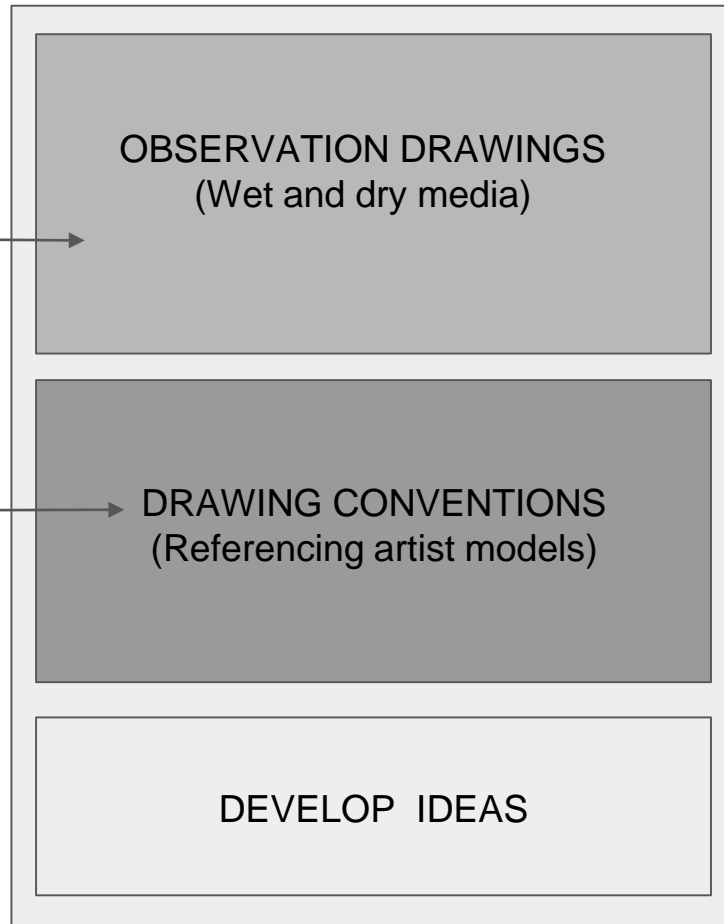 OBSERVATION DRAWINGS
(Wet and dry media)
DRAWING CONVENTIONS
(Referencing artist models)
DEVELOP IDEAS